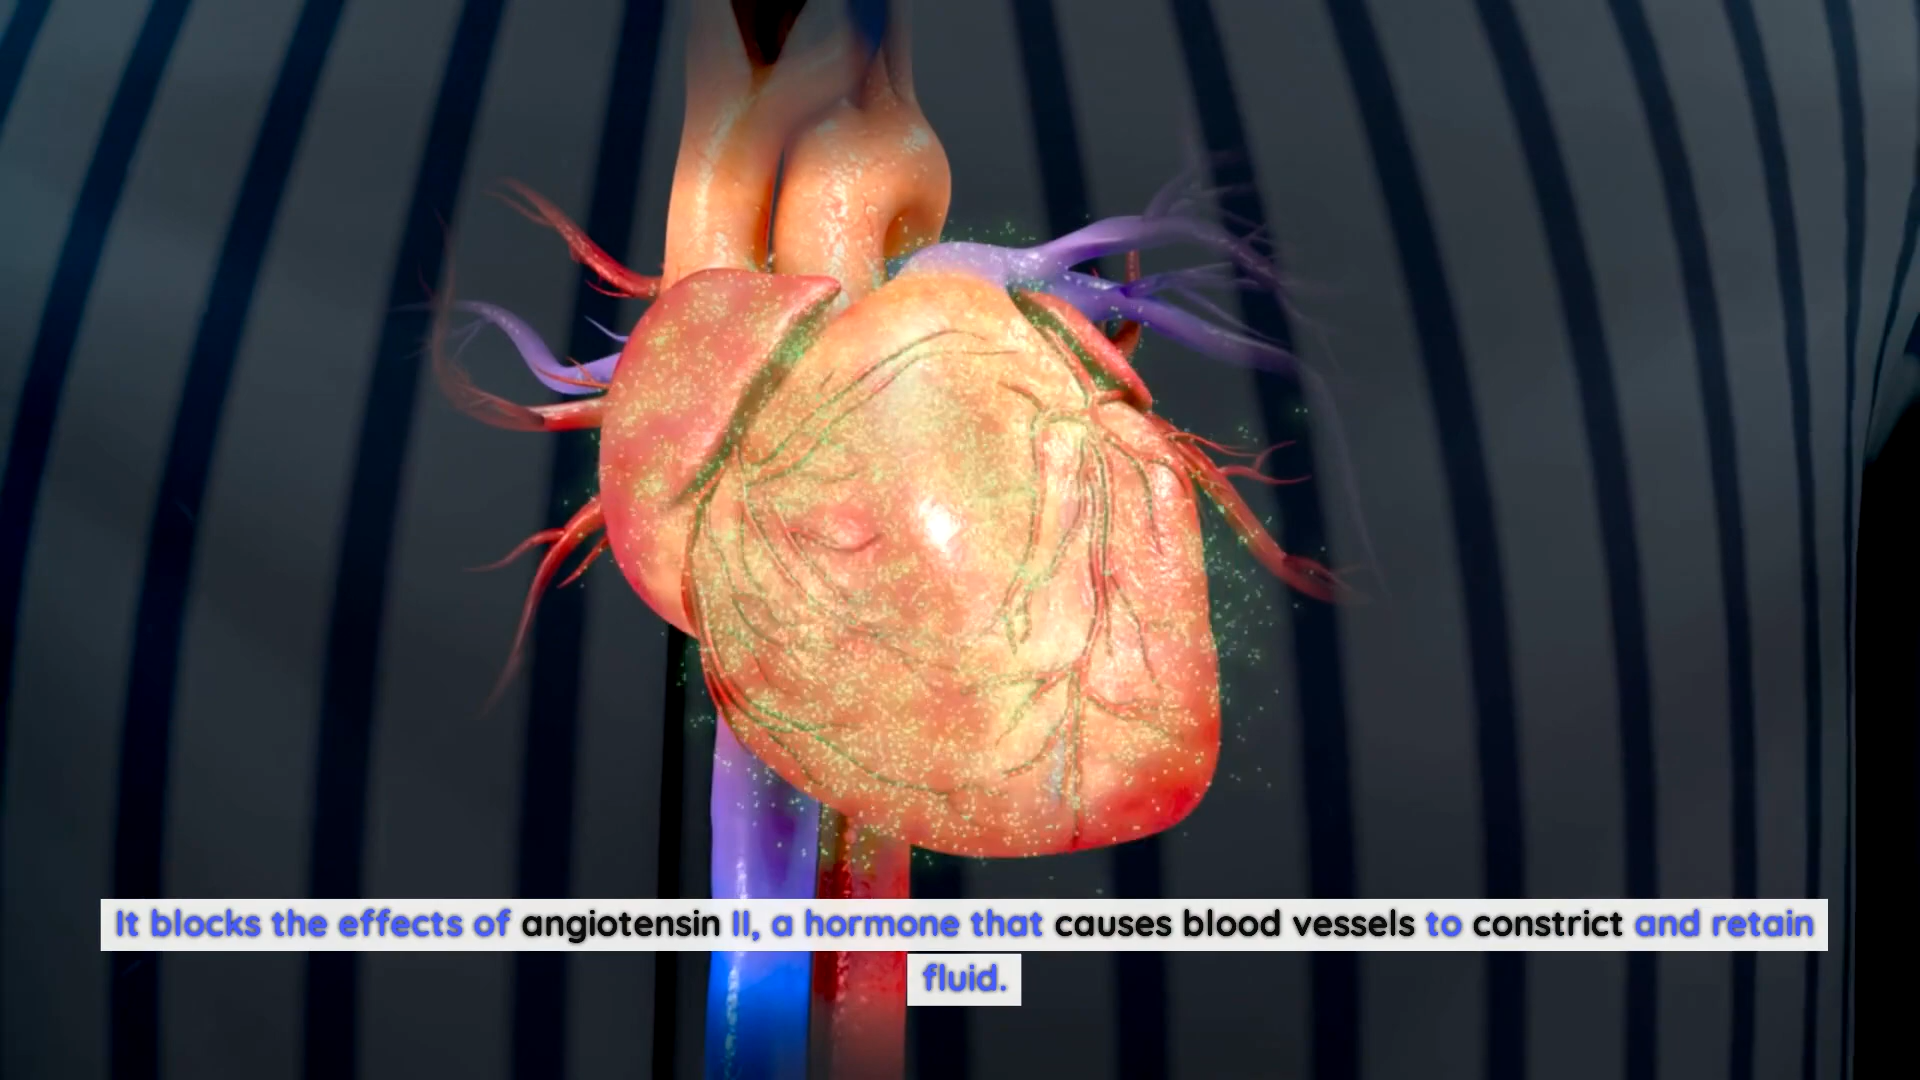 It blocks the effects of angiotensin II, a hormone that causes blood vessels to constrict and retain
fluid.